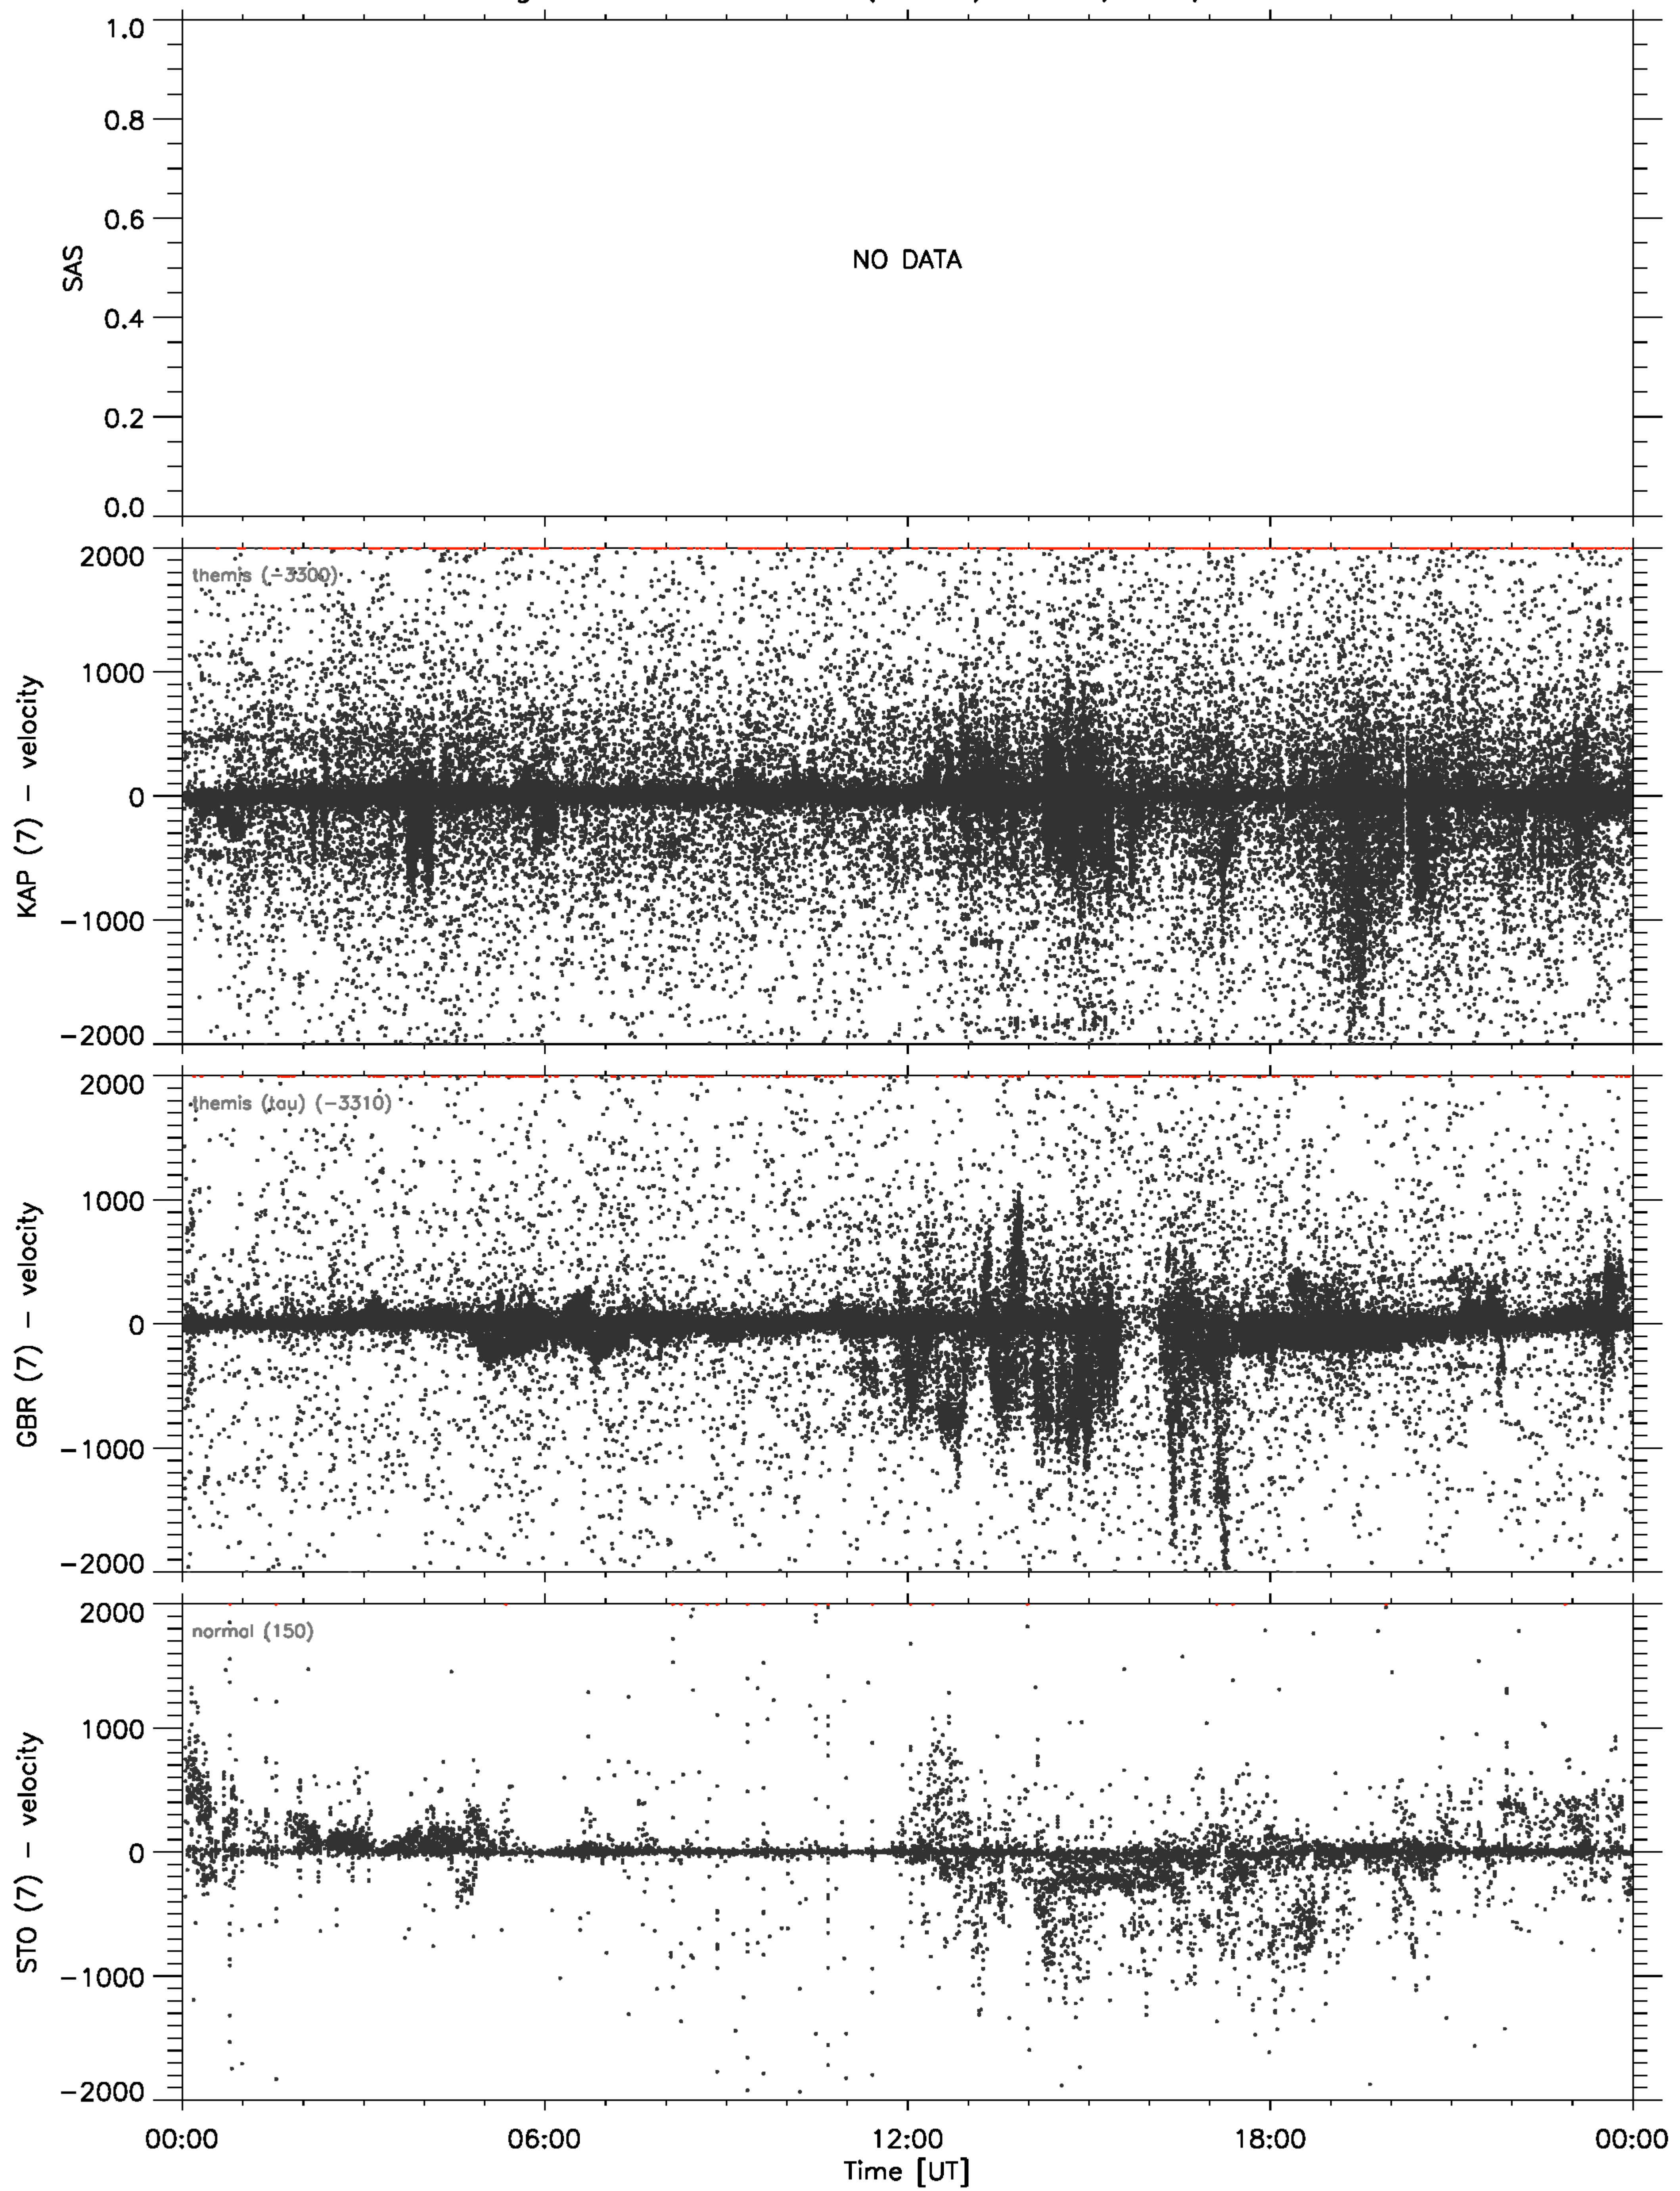 1.0
0.8
0.6
0.4
0.2
0.0
SAS
NO DATA
2000
1000
0
−1000
−2000
KAP (7) − velocity
themis (−3300)
2000
1000
0
−1000
−2000
GBR (7) − velocity
themis (tau) (−3310)
2000
1000
0
−1000
−2000
STO (7) − velocity
normal (150)
00:00 06:00 12:00 18:00 00:00
Time [UT]